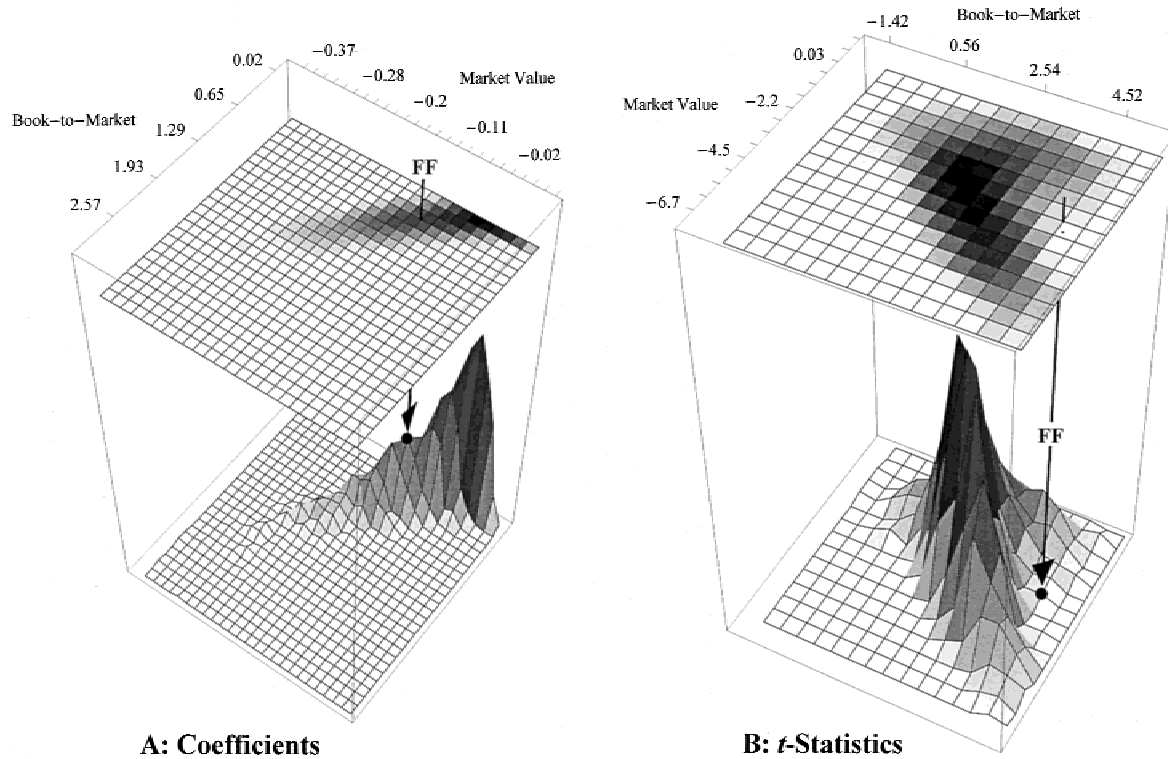 0.02
0.65
1.29
1.93
2.57
Book−to−Market
−0.37
−0.28
−0.2
−0.11
−0.02
Market Value
FF
A: Coefficients
Book−to−Market
−1.42
0.56
2.54
4.52
0.03
−2.2
−4.5
−6.7
Market Value
FF
B: t-Statistics